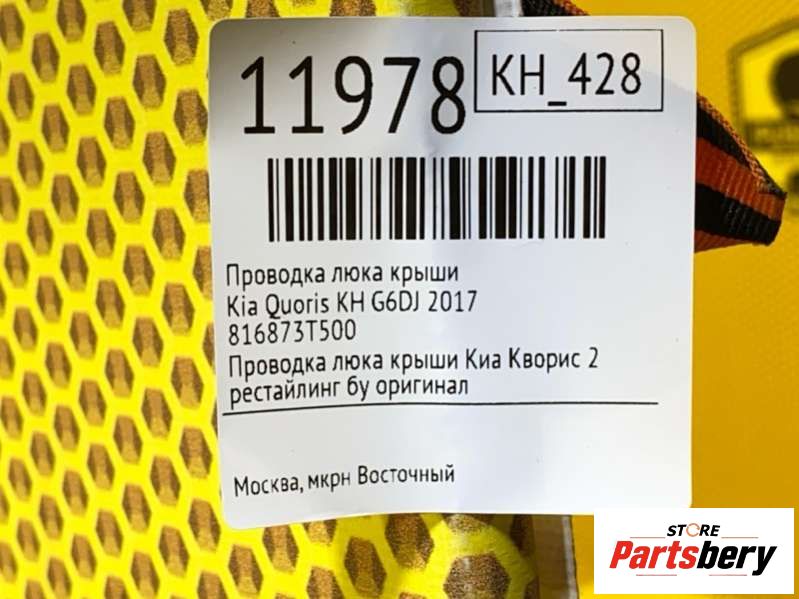 11978
KH_428
Проводка люка крыши
Kia Quoris KH G6DJ 2017
816873T500
Проводка люка крыши Киа Кворис 2
рестайлинг бу оригинал
Москва, мкрн Восточный
STORE
Partsbery